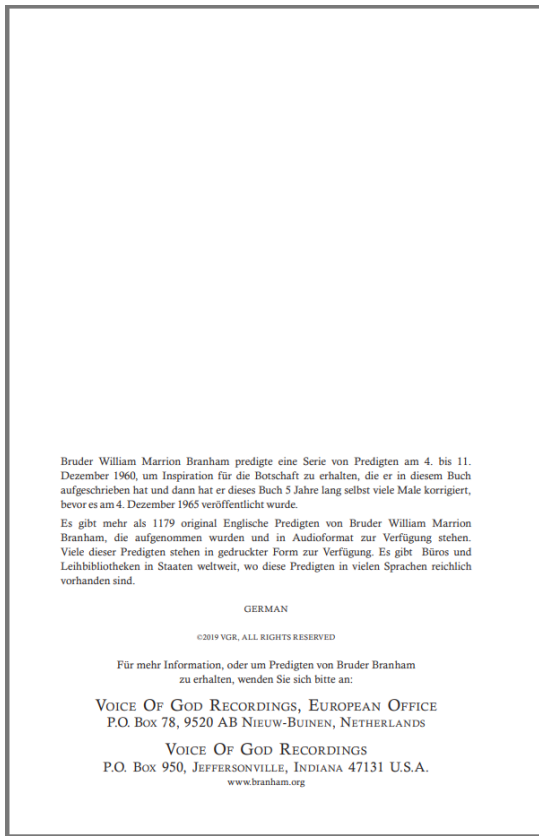 Bruder William Marrion Branham predigte eine Serie von Predigten am 4. bis 11.
Dezember 1960, um Inspiration für die Botschaft zu erhalten, die er in diesem Buch
aufgeschrieben hat und dann hat er dieses Buch 5 Jahre lang selbst viele Male korrigiert,
bevor es am 4. Dezember 1965 veröffentlicht wurde.
Es gibt mehr als 1179 original Englische Predigten von Bruder William Marrion
Branham, die aufgenommen wurden und in Audioformat zur Verfügung stehen.
Viele dieser Predigten stehen in gedruckter Form zur Verfügung. Es gibt Büros und
Leihbibliotheken in Staaten weltweit, wo diese Predigten in vielen Sprachen reichlich
vorhanden sind.
GERMAN
©2019 VGR, ALL RIGHTS RESERVED
Für mehr Information, oder um Predigten von Bruder Branham
zu erhalten, wenden Sie sich bitte an:
Voice Of God Recordings, European Office
P.O. Box 78, 9520 AB Nieuw-Buinen, Netherlands
Voice Of God Recordings
P.O. Box 950, Jeffersonville, Indiana 47131 U.S.A.
www.branham.org